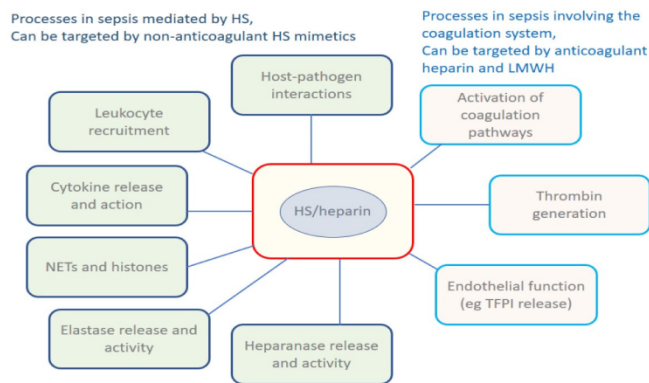 Processes in sepsis mediated by HS,
Can be targeted by non-anticoagulant HS mimetics
Processes in sepsis involving the
coagulation system,
Can be targeted by anticoagulant
heparin and LMWH
Host-pathogen
interactions
Leukocyte
recruitment
Activation of
coagulation
pathways
Cytokine release
and action
HS/heparin
Thrombin
generation
NETs and histones
Endothelial function
(eg TFPI release)
Elastase release and
activity
Heparanase release
and activity